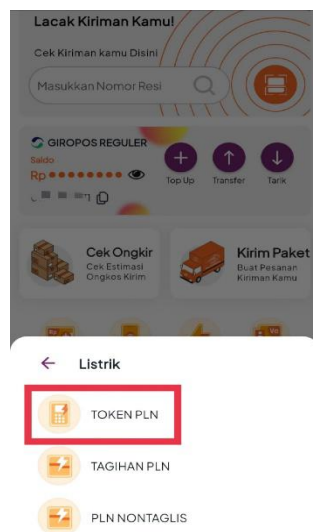 Lacak Kiriman Kamu!
Cek Kiriman kamu Disini
Masukkan Nomor Resi
GIROPOS REGULER
Saldo
Rp
Top Up
Transfer
Tarik
Cek Ongkir
Cek Estimasi
Ongkos Kirim
Kirim Paket
Buat Pesanan
Kiriman Kamu
Listrik
TOKEN PLN
TAGIHAN PLN
PLN NONTAGLIS